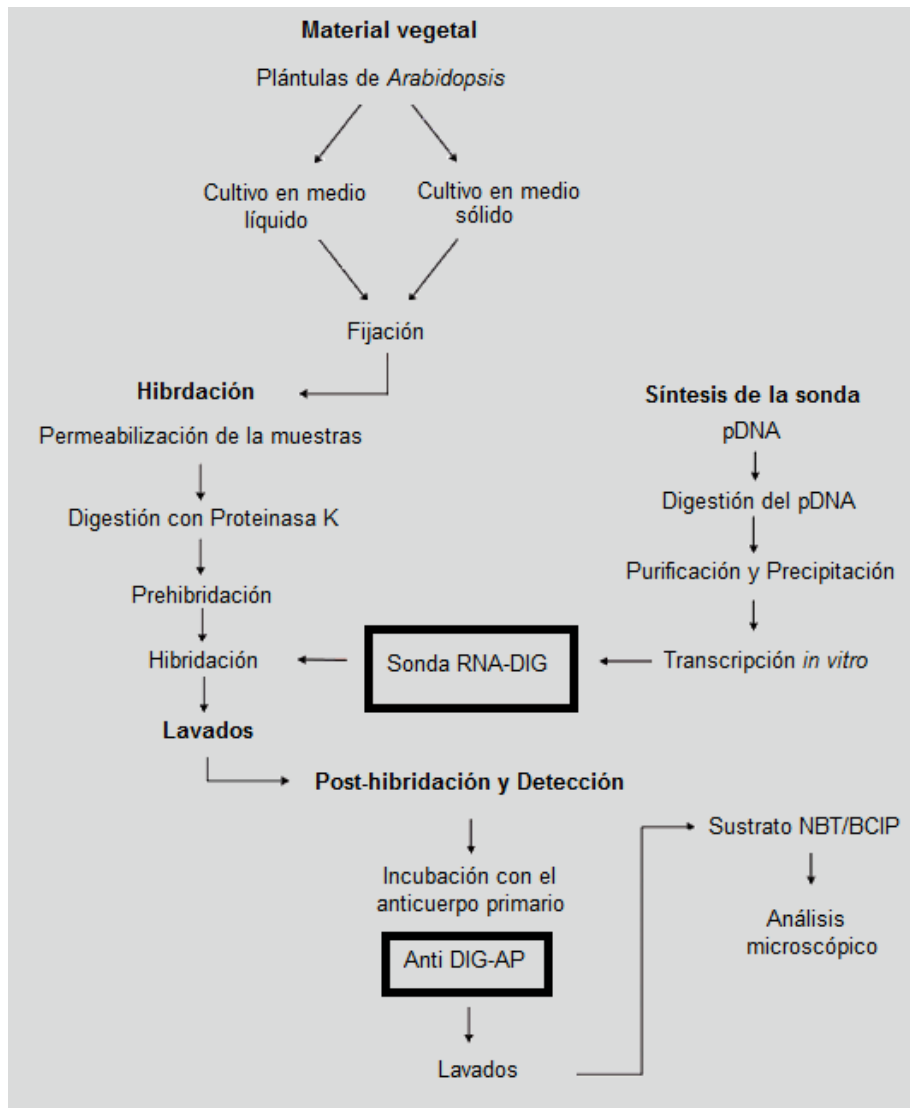 Material vegetal
Plántulas de Arabidopsis
Cultivo en medio
líquido
Cultivo en medio
sólido
Fijación
Hibrdación
Permeabilización de la muestras
Digestión con Proteinasa K
Prehibridación
Hibridación
Lavados
Síntesis de la sonda
pDNA
Digestión del pDNA
Purificación y Precipitación
Transcripción in vitro
Sonda RNA-DIG
Post-hibridación y Detección
Incubación con el
anticuerpo primario
Anti DIG-AP
Lavados
Sustrato NBT/BCIP
Análisis
microscópico